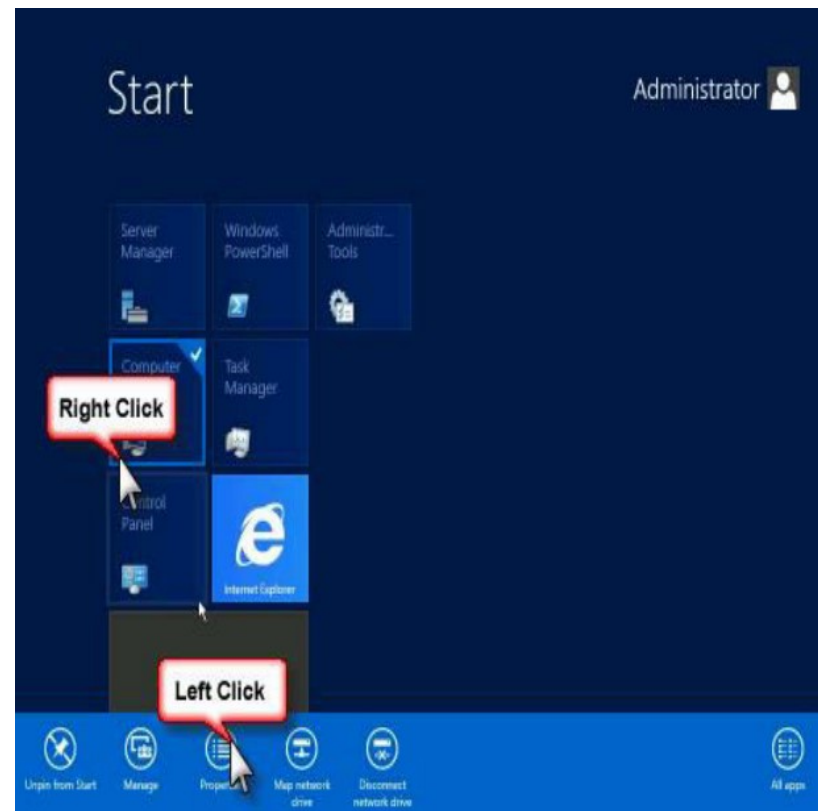 Start
Administrator
Server
Manager
Windows
PowerShell
Administr...
Tools
Computer
Task
Manager
Right Click
Panel
Internet Explorer
Left Click
Unpin from Start
Manage
Map network
drive
Disconnect
network drive
All apps